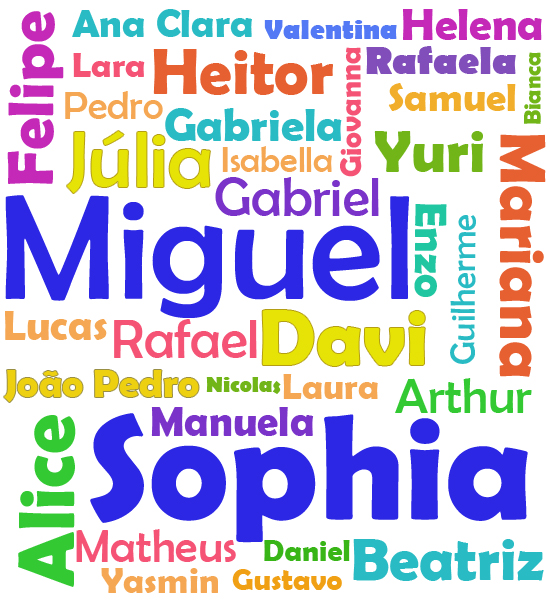 Felipe
Ana Clara
Valentina
Helena
Lara
Heitor
Giovanna
Rafaela
Bianca
Pedro
Gabriela
Samuel
Júlia
Isabella
Yuri
Mariana
Gabriel
Miguel
Enzo
Guilherme
Lucas
Rafael
Davi
João Pedro
Nicolas
Laura
Arthur
Alice
Manuela
Sophia
Matheus
Daniel
Beatriz
Yasmin
Gustavo